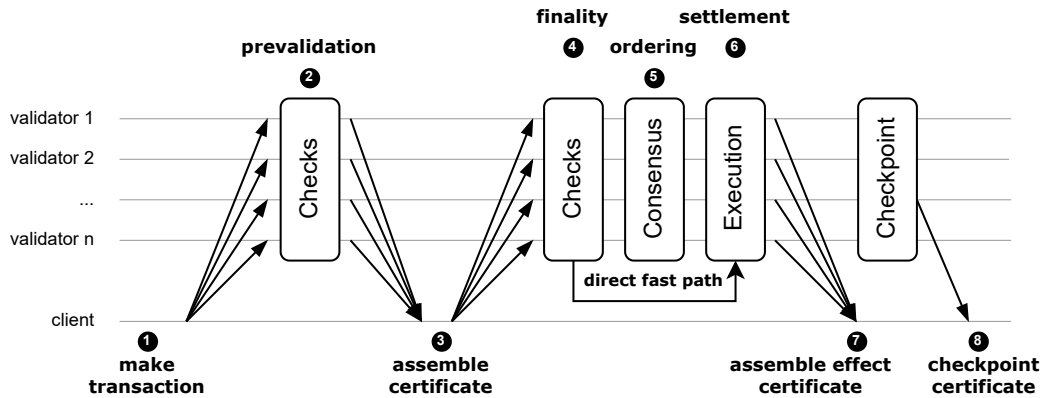 finality
settlement
4
6
prevalidation
ordering
2
5
validator 1
validator 2
...
validator n
Checks
Checks
Consensus
Execution
Checkpoint
direct fast path
client
1
3
7
8
make
transaction
assemble
certificate
assemble effect
certificate
checkpoint
certificate